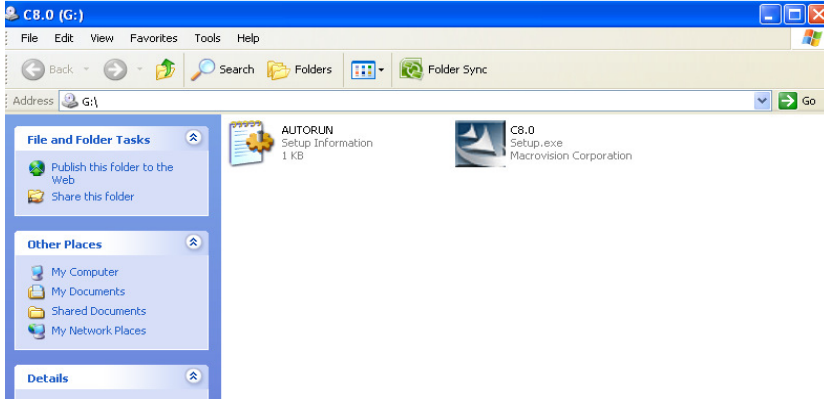 C8.0 (G:)
File Edit View Favorites Tools Help
Back Search Folders Folder Sync
Address G:\ Go
File and Folder Tasks
Publish this folder to the
Web
Share this folder
Other Places
My Computer
My Documents
Shared Documents
My Network Places
Details
AUTORUN
Setup Information
1 KB
C8.0
Setup.exe
Macrovision Corporation